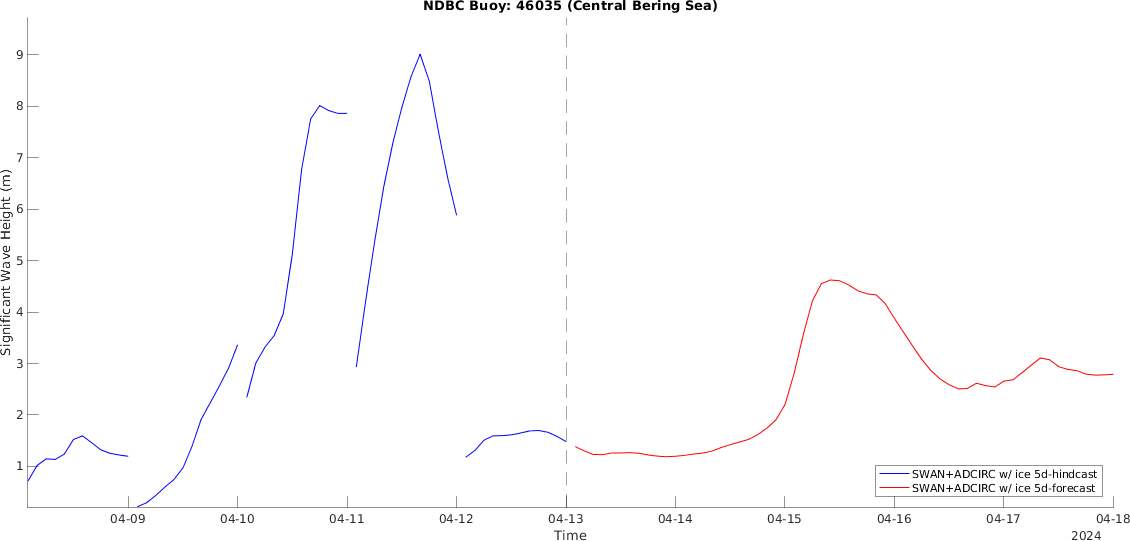 NDBC Buoy: 46035 (Central Bering Sea)
Significant Wave Height (m)
9
8
7
6
5
4
3
2
1
SWAN+ADCIRC w/ ice 5d-hindcast
SWAN+ADCIRC w/ ice 5d-forecast
04-09 04-10 04-11 04-12 04-13 04-14 04-15 04-16 04-17 04-18
Time
2024